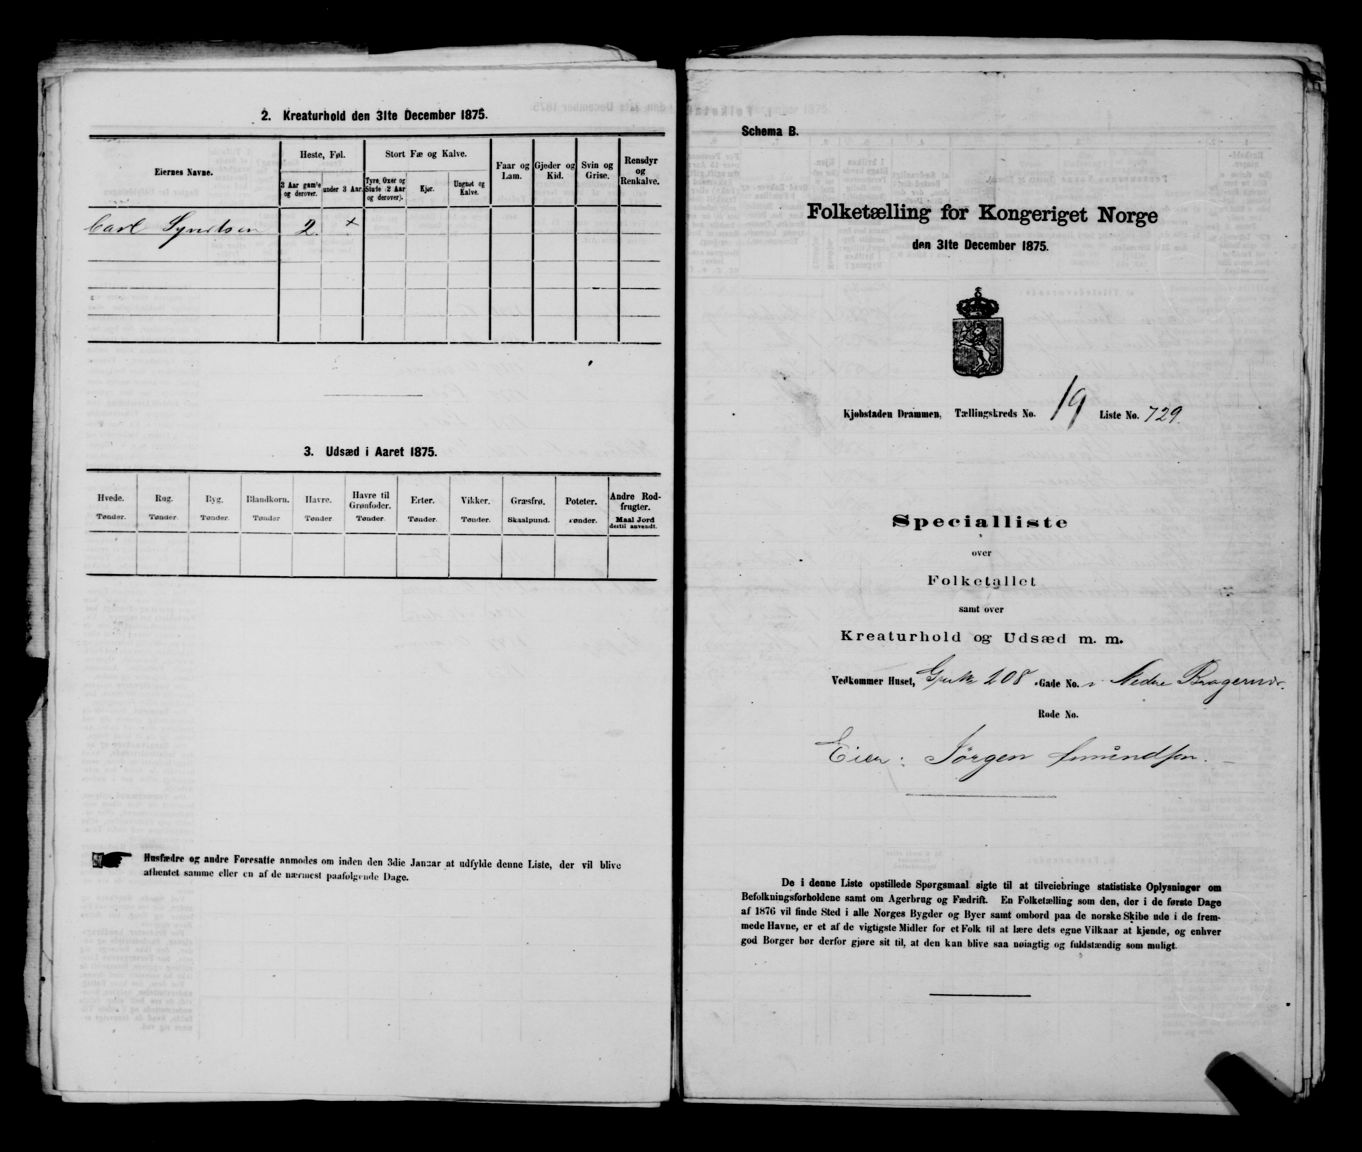 2. Kreaturhold den 31te December 1875.
Eiernes Navne.
Heste, Føl.
Stort Fæ og Kalve.
Faar og Lam.
Gjeder og Kid.
Svin og Grise.
Rensdyr og Renkalve.
3 Aar gamle og derover.
under 3 Aar.
Tyre, Oxer og Stude (2 Aar og derover).
Kjør.
Ungnøt og Kalve.
Carl Syvertsen 2 x
3. Udsæd i Aaret 1875.
Hvede. Rug. Byg. Blandkorn. Havre. Havre til Grønfoder. Erter. Vikker. Græsfrø. Poteter. Andre Rodfrugter.
Tønder. Tønder. Tønder. Tønder Tønder Tønder. Tønder. Tønder. Skaalpund. Tønder. Maal Jord dertil anvendt.
Husfædre og andre Foresatte anmodes om inden den 3die Januar at udfylde denne Liste, der vil blive
afhentet samme eller en af de nærmest paafølgende Dage.
Schema B.
Folketælling for Kongeriget Norge
den 31te December 1875.
Kjøbstaden Drammen, Tællingskreds No. 19 Liste No. 729.
Specialliste
over
Folketallet
samt over
Kreaturhold og Udsæd m. m.
Vedkommer Huset, 208 Gade No. i Nedre Bragernæs.
Rode No.
Eier: Jørgen Amundsen.
De i denne Liste opstillede Spørgsmaal sigte til at tilveiebringe statistiske Oplysninger om
Befolkningsforholdene samt om Agerbrug og Fædrift. En Folketælling som den, der i de første Dage
af 1876 vil finde Sted i alle Norges Bygder og Byer samt ombord paa de norske Skibe ude i de frem-
mede Havne, er et af de vigtigste Midler for et Folk til at lære dets egne Vilkaar at kjende, og enhver
god Borger bør derfor gjøre sit til, at den kan blive saa nøiagtig og fuldstændig som muligt.